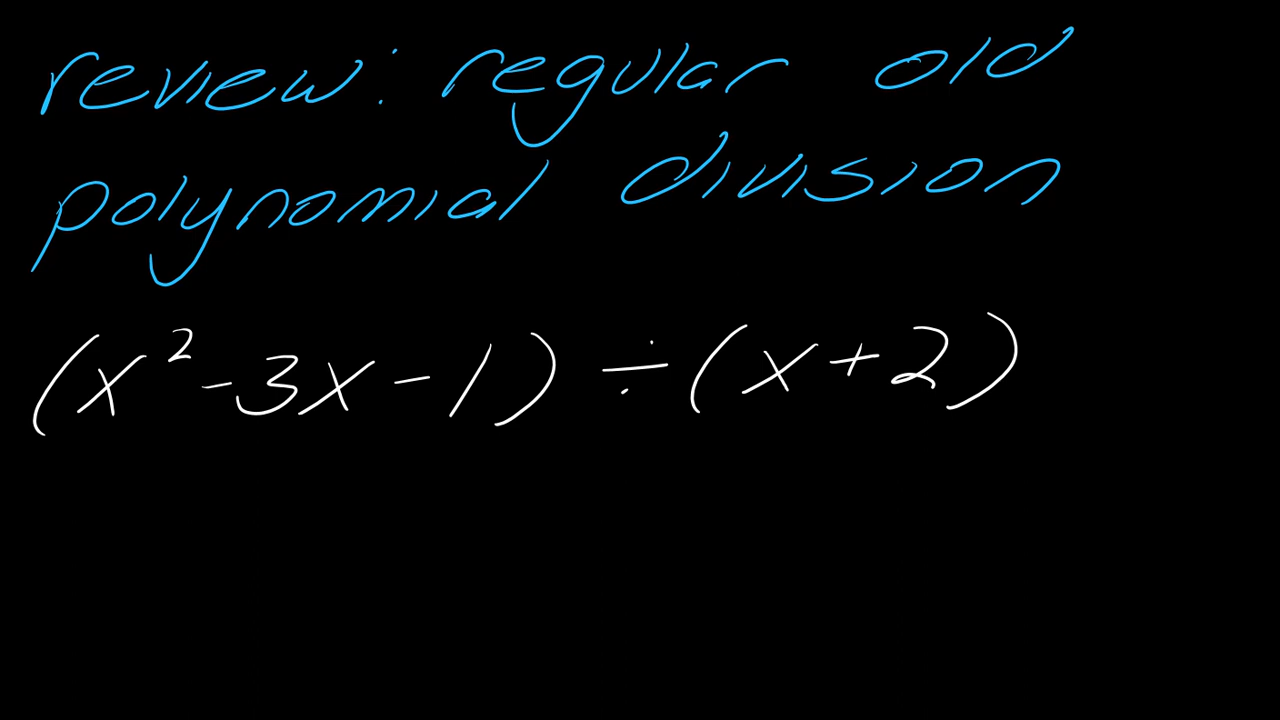 review: regular old
polynomial division
(x² - 3x - 1) ÷ (x + 2)